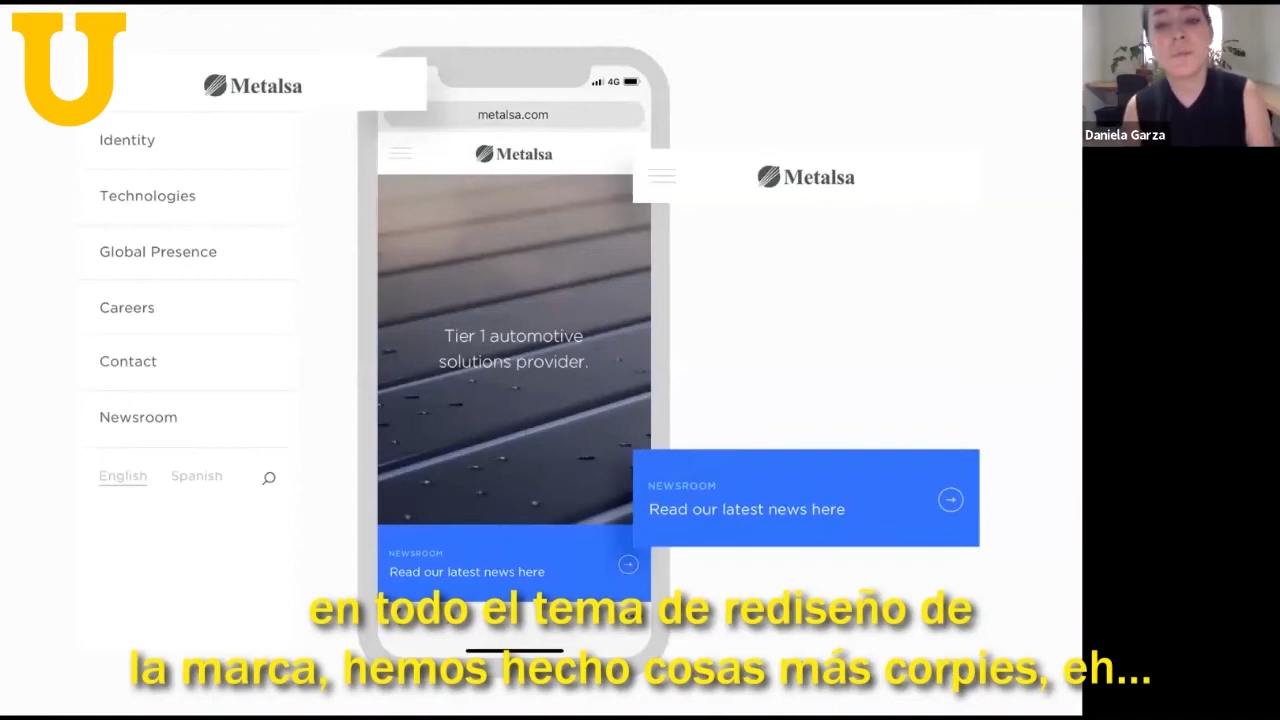 U
Metalsa
Identity
Technologies
Global Presence
Careers
Contact
Newsroom
English Spanish
4G
metalsa.com
Metalsa
Tier 1 automotive
solutions provider.
NEWSROOM
Read our latest news here
Metalsa
NEWSROOM
Read our latest news here
Daniela Garza
en todo el tema de rediseño de
la marca, hemos hecho cosas más corpies, eh...